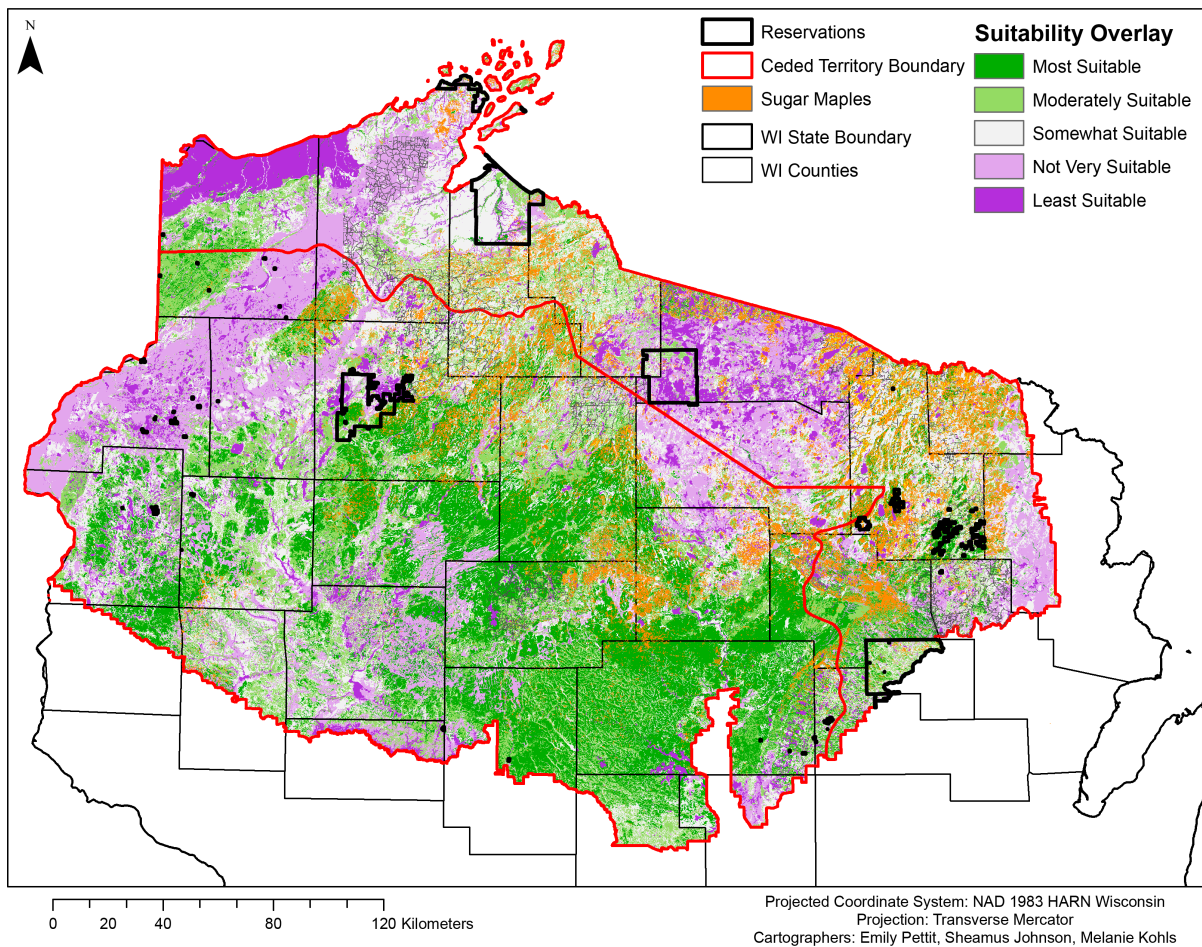 N
Reservations
Ceded Territory Boundary
Sugar Maples
WI State Boundary
WI Counties
Suitability Overlay
Most Suitable
Moderately Suitable
Somewhat Suitable
Not Very Suitable
Least Suitable
0 20 40 80 120 Kilometers
Projected Coordinate System: NAD 1983 HARN Wisconsin
Projection: Transverse Mercator
Cartographers: Emily Pettit, Sheamus Johnson, Melanie Kohls